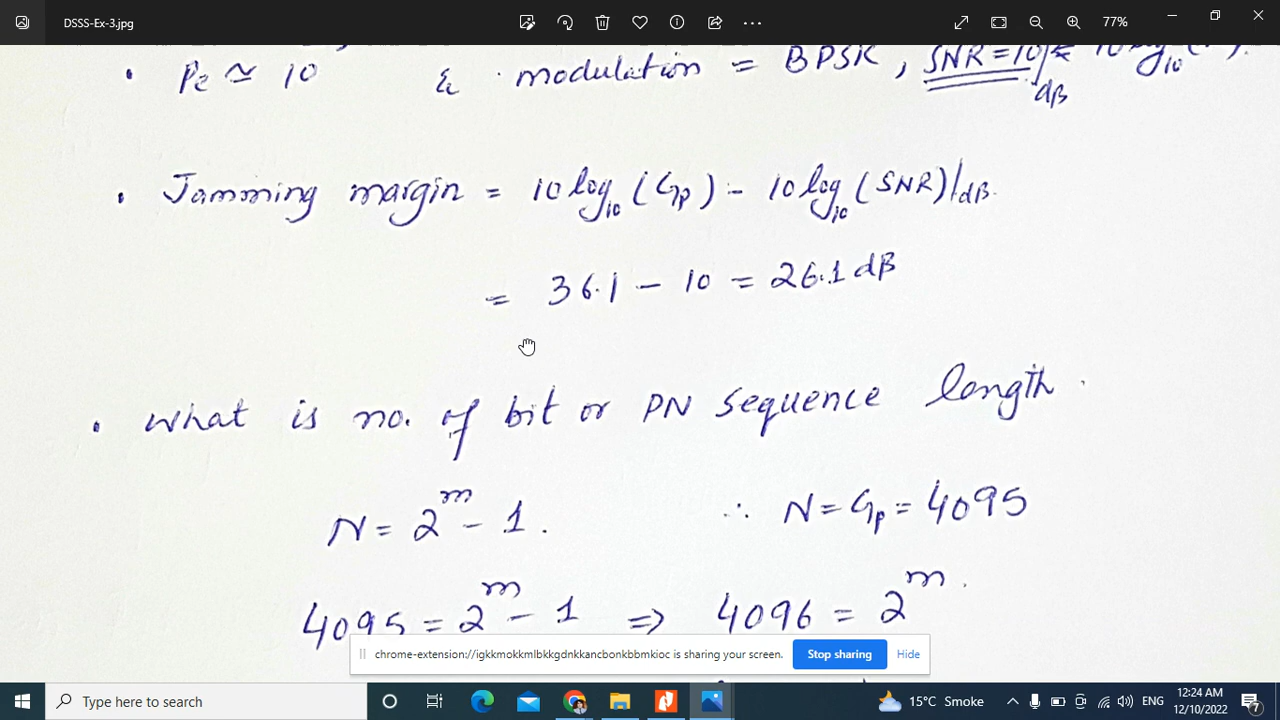 DSSS-Ex-3.jpg
77%
• Pe ≃ 10 & modulation = BPSK, SNR = 10|dB
• Jamming margin = 10 log10 (Gp) - 10 log10 (SNR)|dB.
= 36.1 - 10 = 26.1 dB
• What is no. of bit or PN sequence length.
N = 2^m - 1. ∴ N = Gp = 4095
4095 = 2^m - 1 ⇒ 4096 = 2^m.
chrome-extension://igkkmokkmlbkkgdnkkancbonkbbmkioc is sharing your screen. Stop sharing Hide
Type here to search
15°C Smoke
ENG
12:24 AM
12/10/2022
7